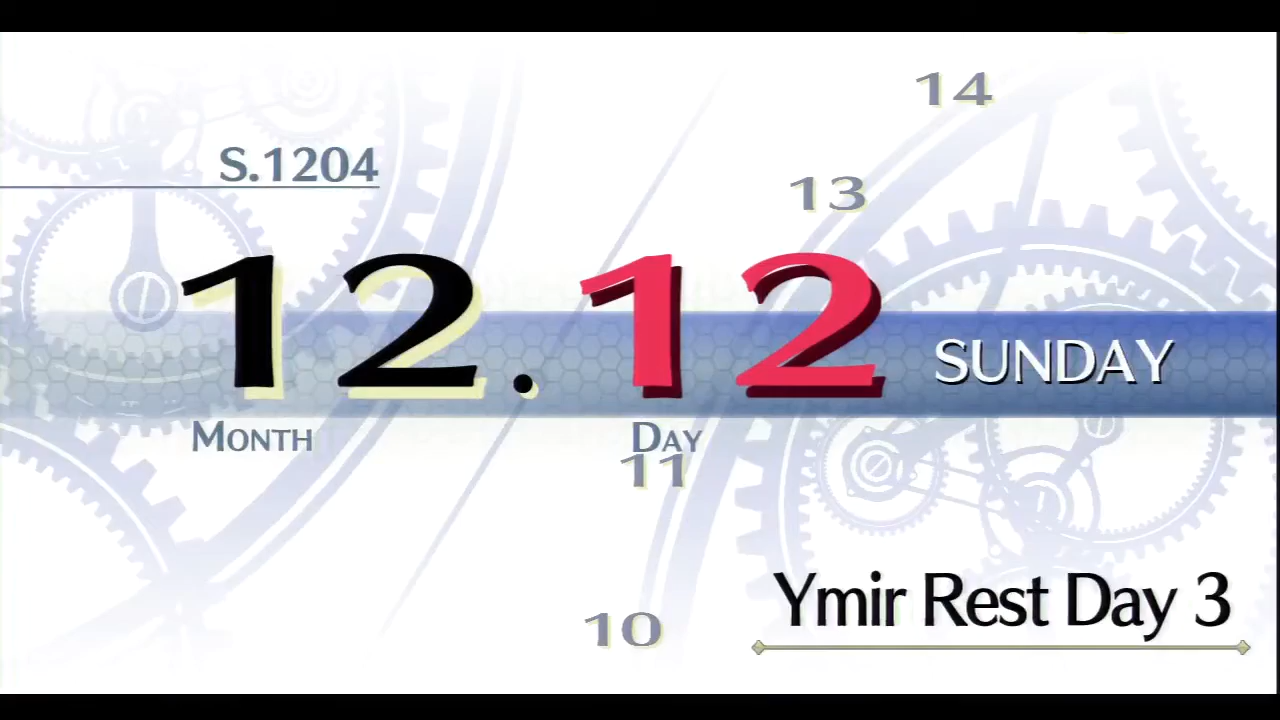 14
S.1204
13
12.12 SUNDAY
MONTH DAY
11
Ymir Rest Day 3
10